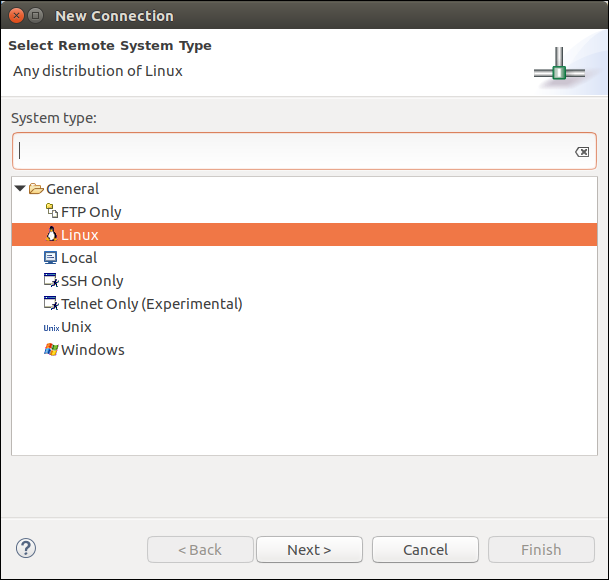 New Connection
Select Remote System Type
Any distribution of Linux
System type:
General
FTP Only
Linux
Local
SSH Only
Telnet Only (Experimental)
Unix Unix
Windows
? < Back Next > Cancel Finish